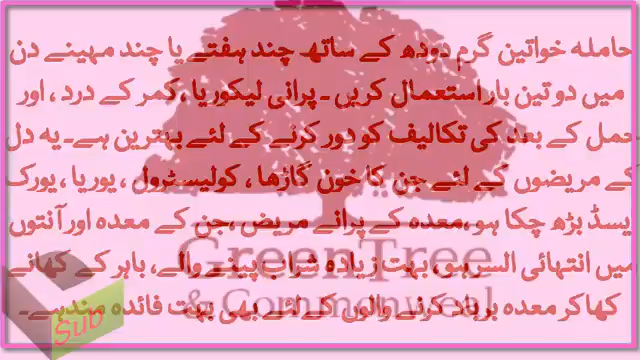 حاملہ خواتین گرم دودھ کے ساتھ چند ہفتے یا چند مہینے دن
میں دو تین بار استعمال کریں۔ پرانی لیکوریا، کمر کے درد، اور
حمل کے بعد کی تکالیف کو دور کرنے کے لئے بہترین ہے۔ یہ دل
کے مریضوں کے لئے جن کا خون گاڑھا، کولیسٹرول، یوریا، یورک
یسڈ بڑھ چکا ہو، معدہ کے پرانے مریض، جن کے معدہ اور آنتوں
میں انتہائی السر ہو، بہت زیادہ شراب پینے والے، باہر کے کھانے
کھا کر معدہ برباد کرنے والوں کے لئے بھی بہت فائدہ مند ہے۔
GreenTree
& Communal
Sub